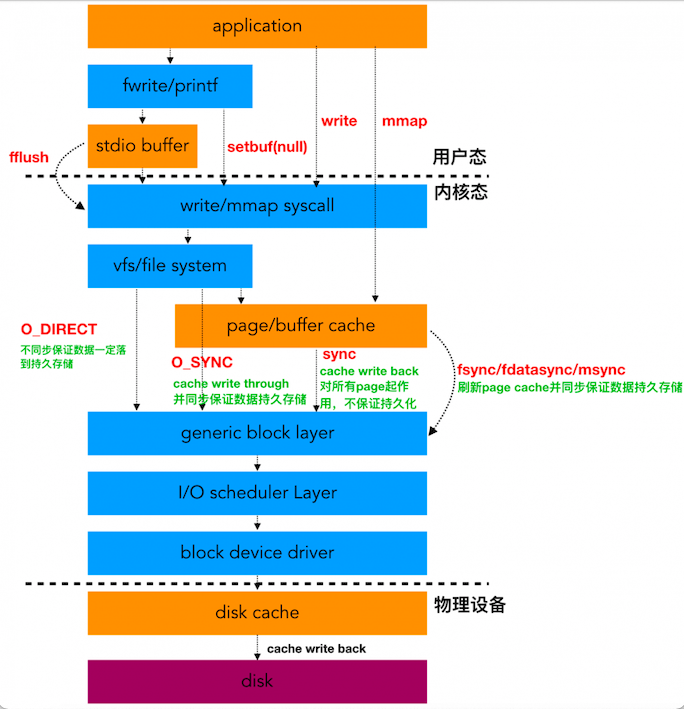 application
fwrite/printf
write
mmap
stdio buffer
setbuf(null)
fflush
用户态
内核态
write/mmap syscall
vfs/file system
page/buffer cache
O_DIRECT
不同步保证数据一定落
到持久存储
O_SYNC
cache write through
并同步保证数据持久存储
sync
cache write back
对所有page起作
用，不保证持久化
fsync/fdatasync/msync
刷新page cache并同步保证数据持久存储
generic block layer
I/O scheduler Layer
block device driver
物理设备
disk cache
cache write back
disk